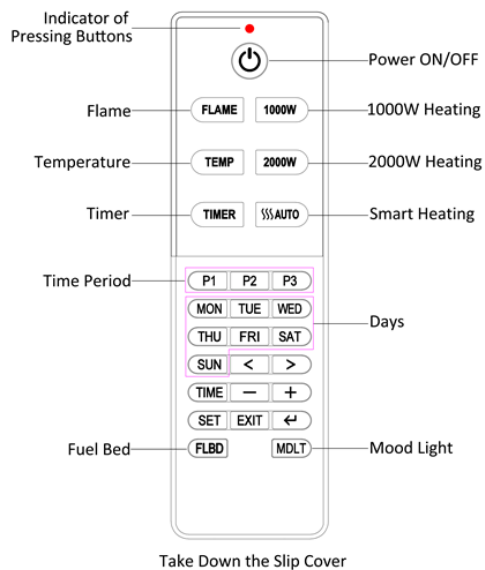 Indicator of
Pressing Buttons
Power ON/OFF
Flame FLAME 1000W 1000W Heating
Temperature TEMP 2000W 2000W Heating
Timer TIMER AUTO Smart Heating
Time Period P1 P2 P3
MON TUE WED
Days
THU FRI SAT
SUN < >
TIME — +
SET EXIT ↵
Fuel Bed FLBD MDLT Mood Light
Take Down the Slip Cover